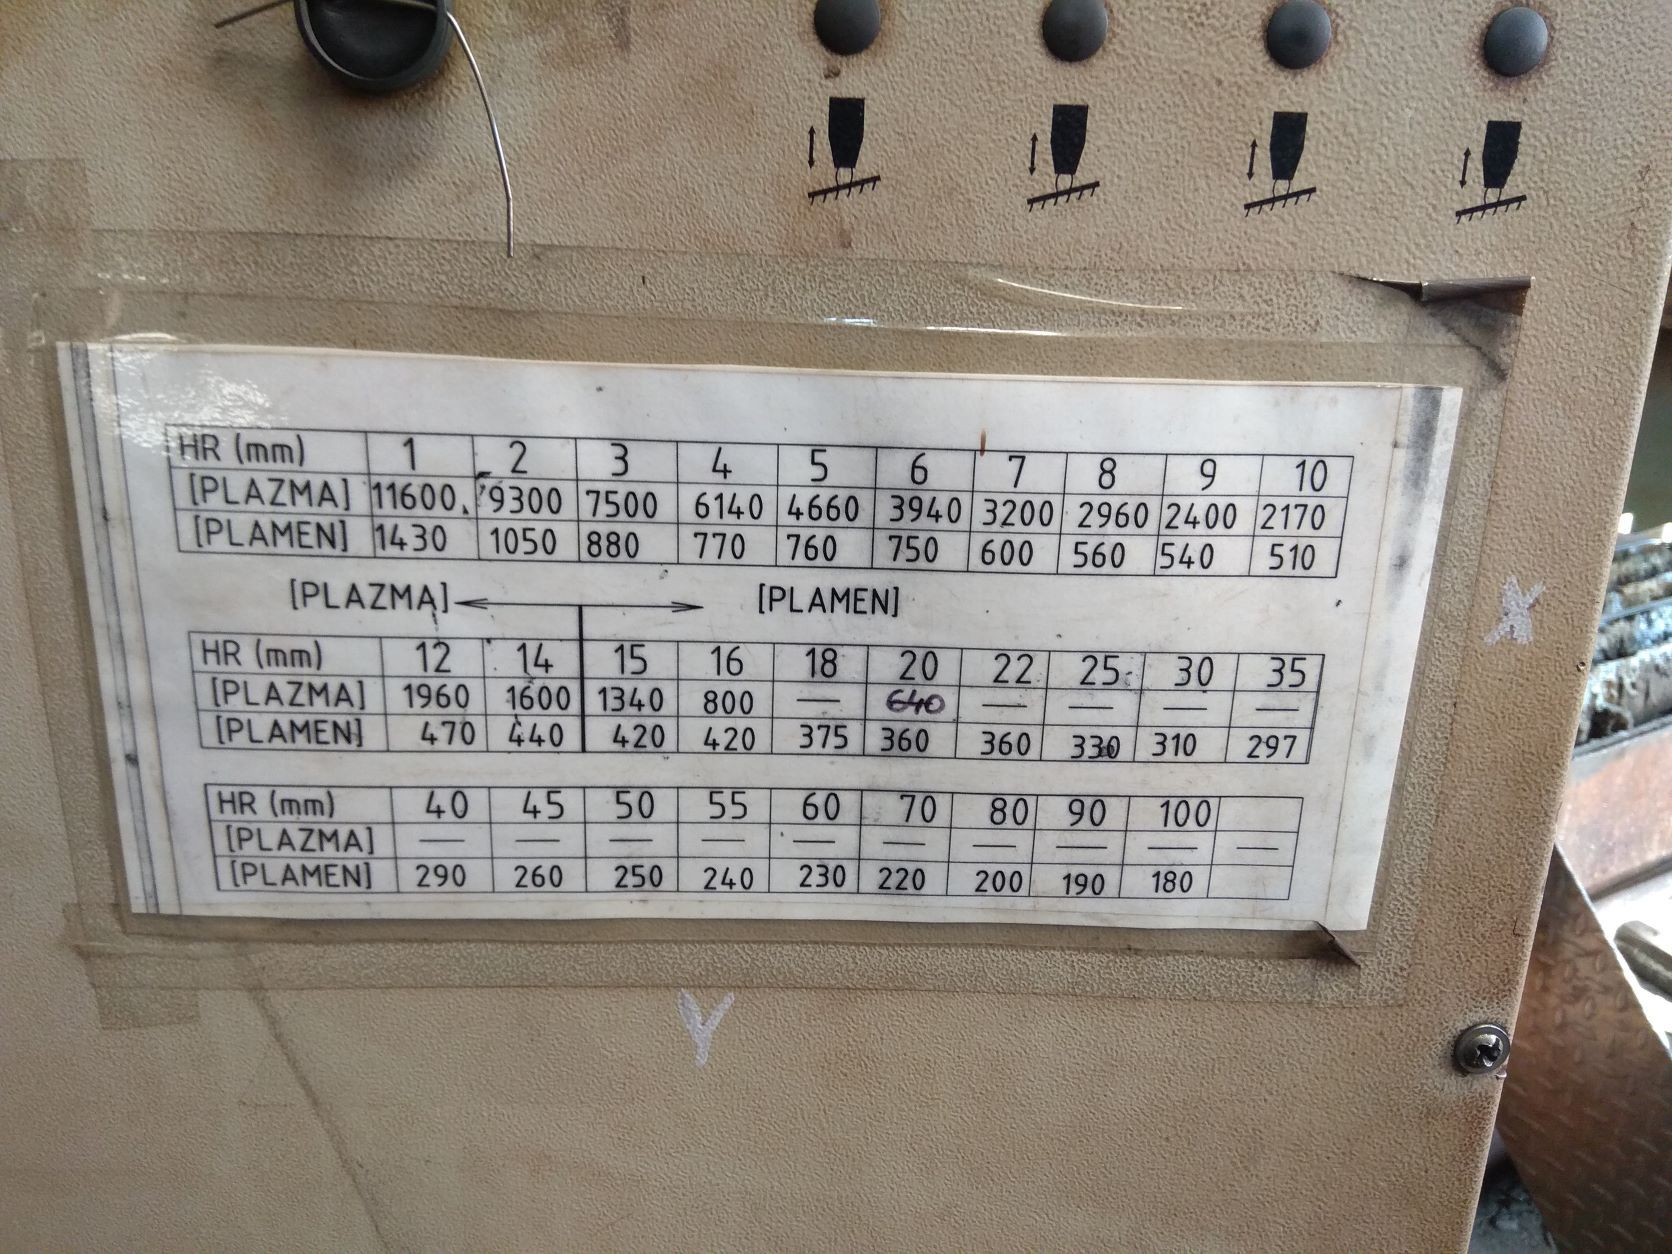 HR (mm) 1 2 3 4 5 6 7 8 9 10
[PLAZMA] 11600 9300 7500 6140 4660 3940 3200 2960 2400 2170
[PLAMEN] 1430 1050 880 770 760 750 600 560 540 510
[PLAZMA] [PLAMEN]
HR (mm) 12 14 15 16 18 20 22 25 30 35
[PLAZMA] 1960 1600 1340 800 — 640 — — — —
[PLAMEN] 470 440 420 420 375 360 360 330 310 297
HR (mm) 40 45 50 55 60 70 80 90 100
[PLAZMA] — — — — — — — — — —
[PLAMEN] 290 260 250 240 230 220 200 190 180
X
Y